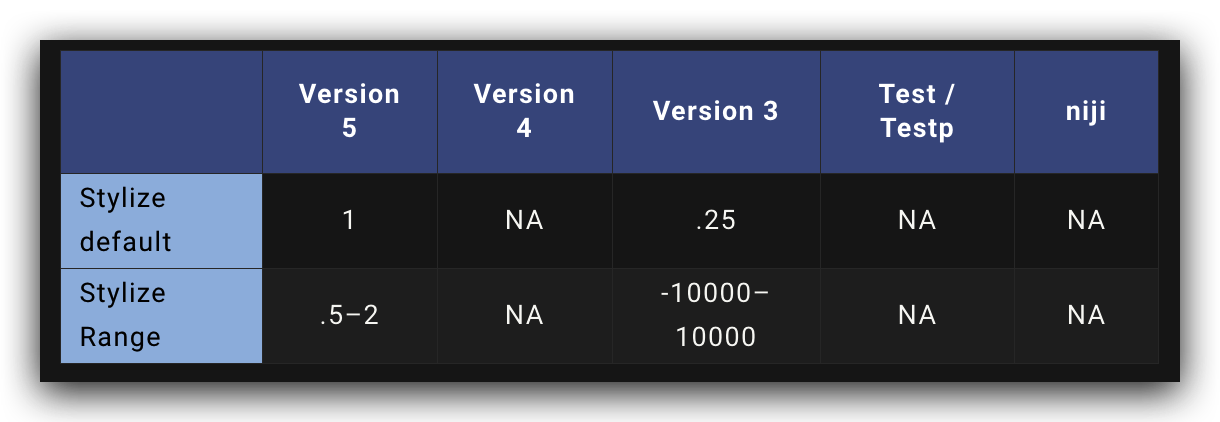 Version 5
Version 4
Version 3
Test / Testp
niji
Stylize default
1
NA
.25
NA
NA
Stylize Range
.5–2
NA
-10000–10000
NA
NA